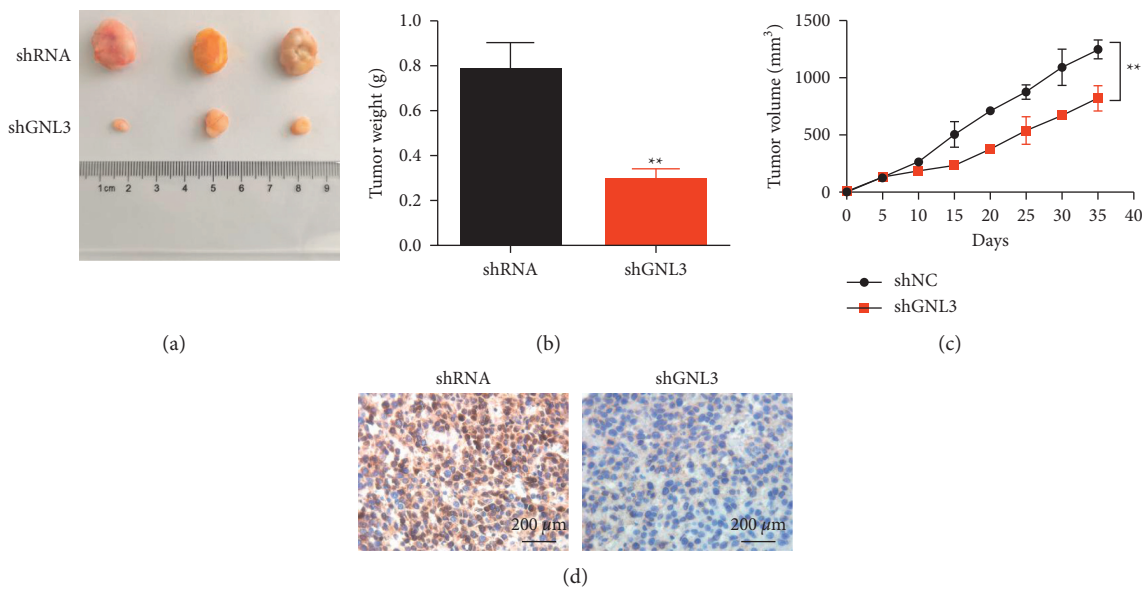 shRNA
shGNL3
1 cm 2 3 4 5 6 7 8 9
(a)
Tumor weight (g)
1.0
0.8
0.6
0.4
0.2
0.0
**
shRNA shGNL3
(b)
Tumor volume (mm³)
1500
1000
500
0
**
0 5 10 15 20 25 30 35 40
Days
shNC
shGNL3
(c)
shRNA shGNL3
200 μm 200 μm
(d)